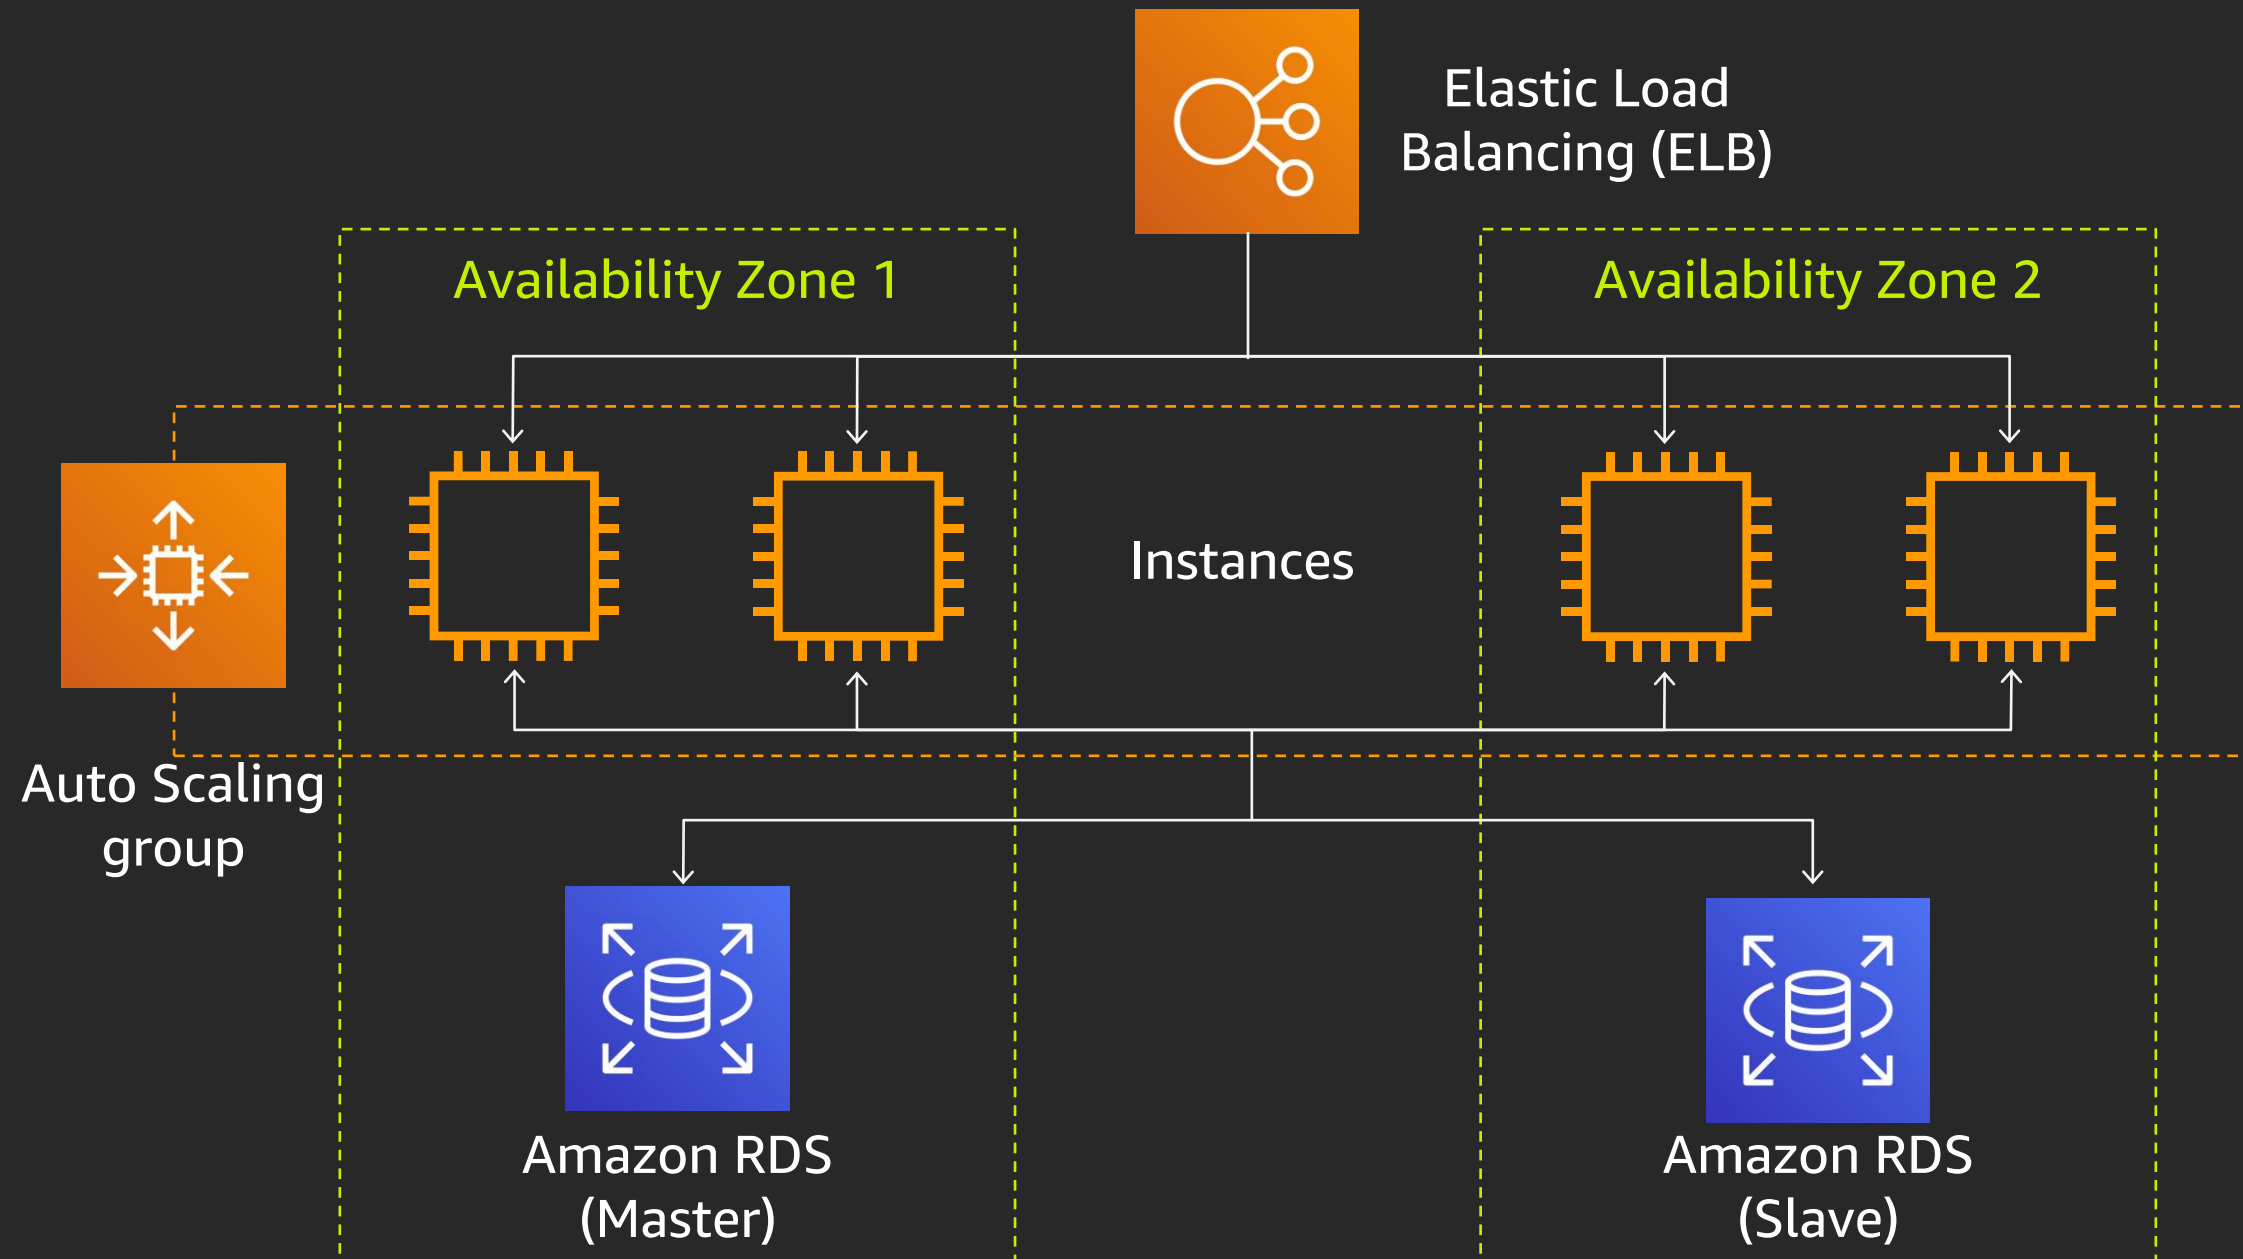 Elastic Load
Balancing (ELB)
Availability Zone 1
Availability Zone 2
Instances
Auto Scaling
group
Amazon RDS
(Master)
Amazon RDS
(Slave)